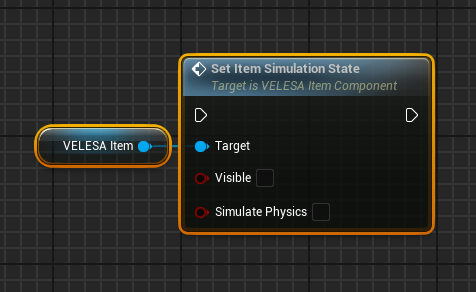 Set Item Simulation State
Target is VELESA Item Component
VELESA Item
Target
Visible
Simulate Physics